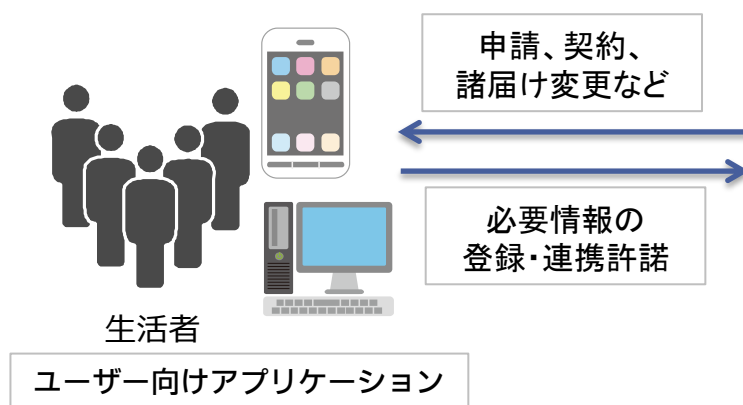 申請、契約、
諸届け変更など
必要情報の
登録・連携許諾
生活者
ユーザー向けアプリケーション